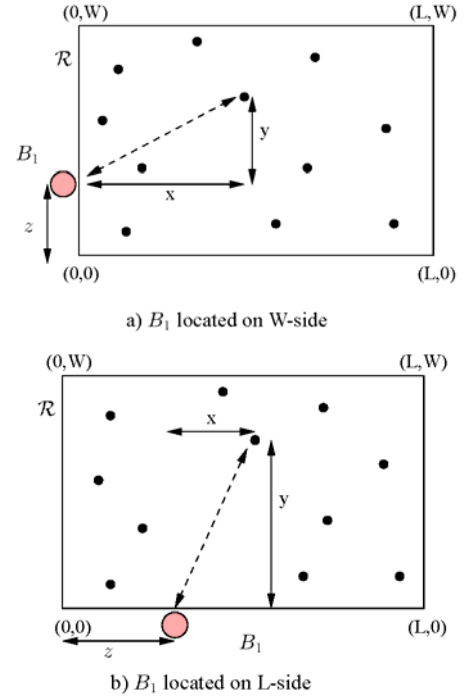 (0,W) (L,W)
ℛ
y
B₁
x
z
(0,0) (L,0)
a) B₁ located on W-side
(0,W) (L,W)
ℛ
x
y
(0,0) (L,0)
B₁
z
b) B₁ located on L-side